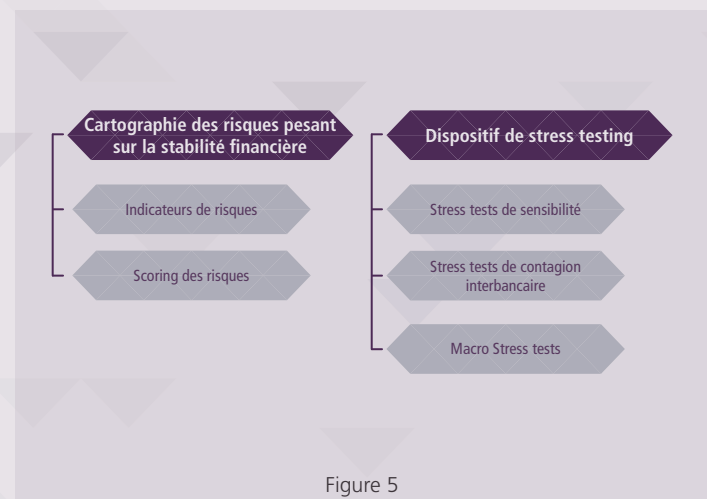 Cartographie des risques pesant
sur la stabilité financière
Indicateurs de risques
Scoring des risques
Dispositif de stress testing
Stress tests de sensibilité
Stress tests de contagion
interbancaire
Macro Stress tests
Figure 5